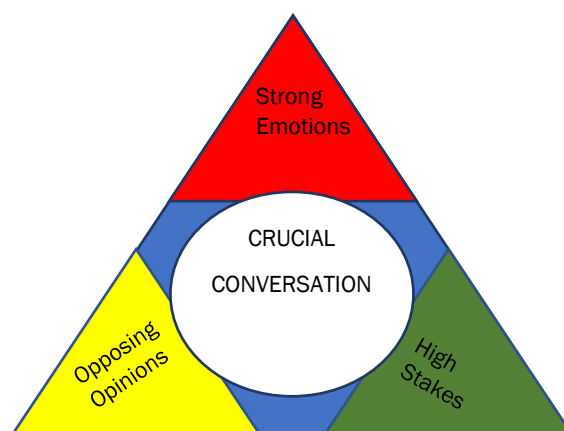 Strong
Emotions
CRUCIAL
CONVERSATION
Opposing
Opinions
High
Stakes